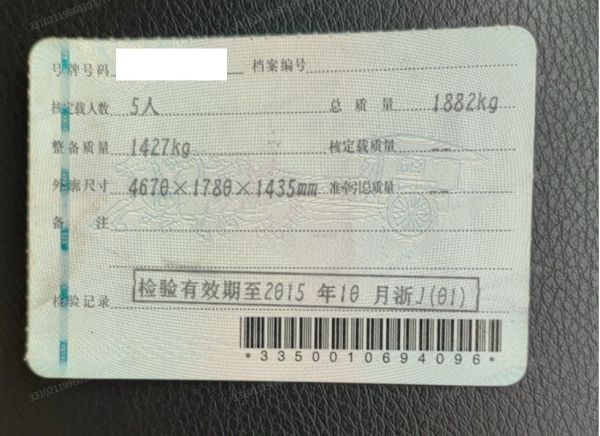 号牌号码 档案编号
核定载人数 5人 总质量 1882kg
整备质量 1427kg 核定载质量 --
外廓尺寸 4670×1780×1435mm 准牵引总质量 --
备注
检验记录 检验有效期至2015 年10 月浙J(01)
*3350010694096*